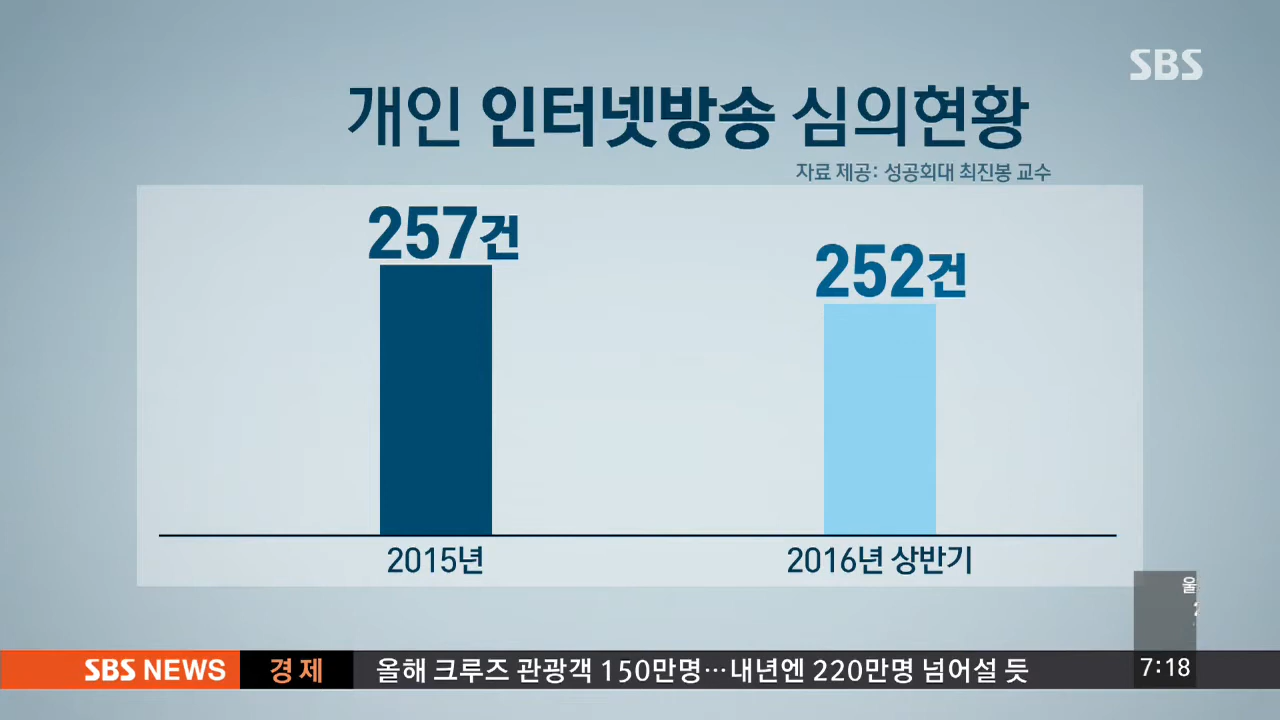 SBS
개인 인터넷방송 심의현황
자료 제공: 성공회대 최진봉 교수
257건
252건
2015년
2016년 상반기
울
SBS NEWS 경제 올해 크루즈 관광객 150만명…내년엔 220만명 넘어설 듯 7:18